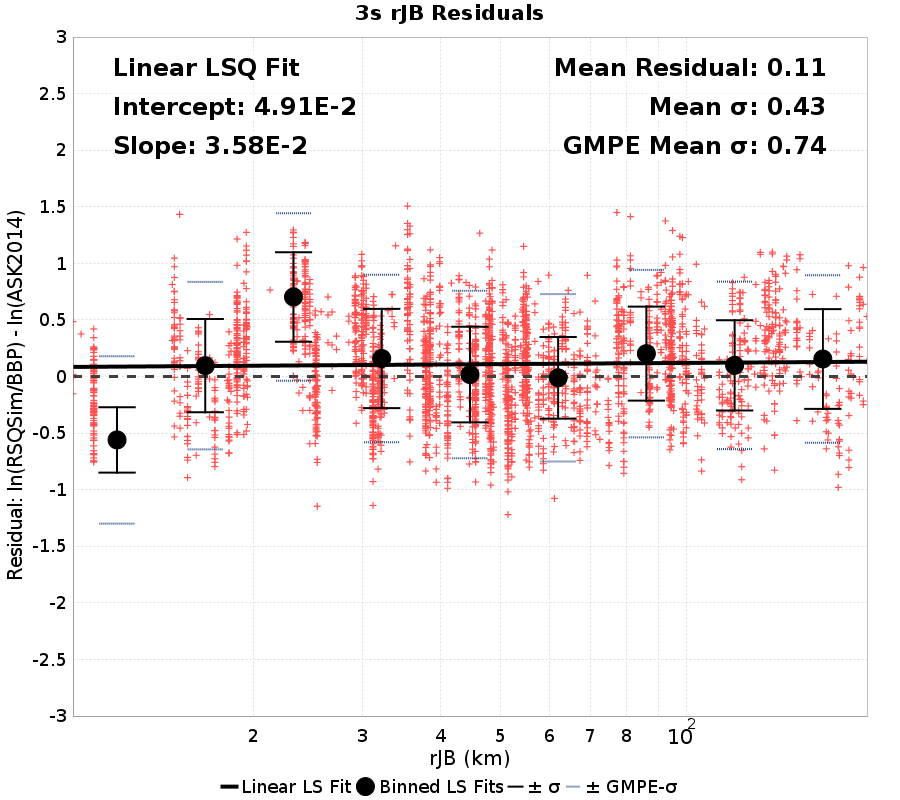 3s rJB Residuals
Linear LSQ Fit
Intercept: 4.91E-2
Slope: 3.58E-2
Mean Residual: 0.11
Mean σ: 0.43
GMPE Mean σ: 0.74
Residual: ln(RSQSim/BBP) - ln(ASK2014)
3
2.5
2
1.5
1
0.5
0
-0.5
-1
-1.5
-2
-2.5
-3
2 3 4 5 6 7 8 10²
rJB (km)
Linear LS Fit Binned LS Fits ± σ ± GMPE-σ